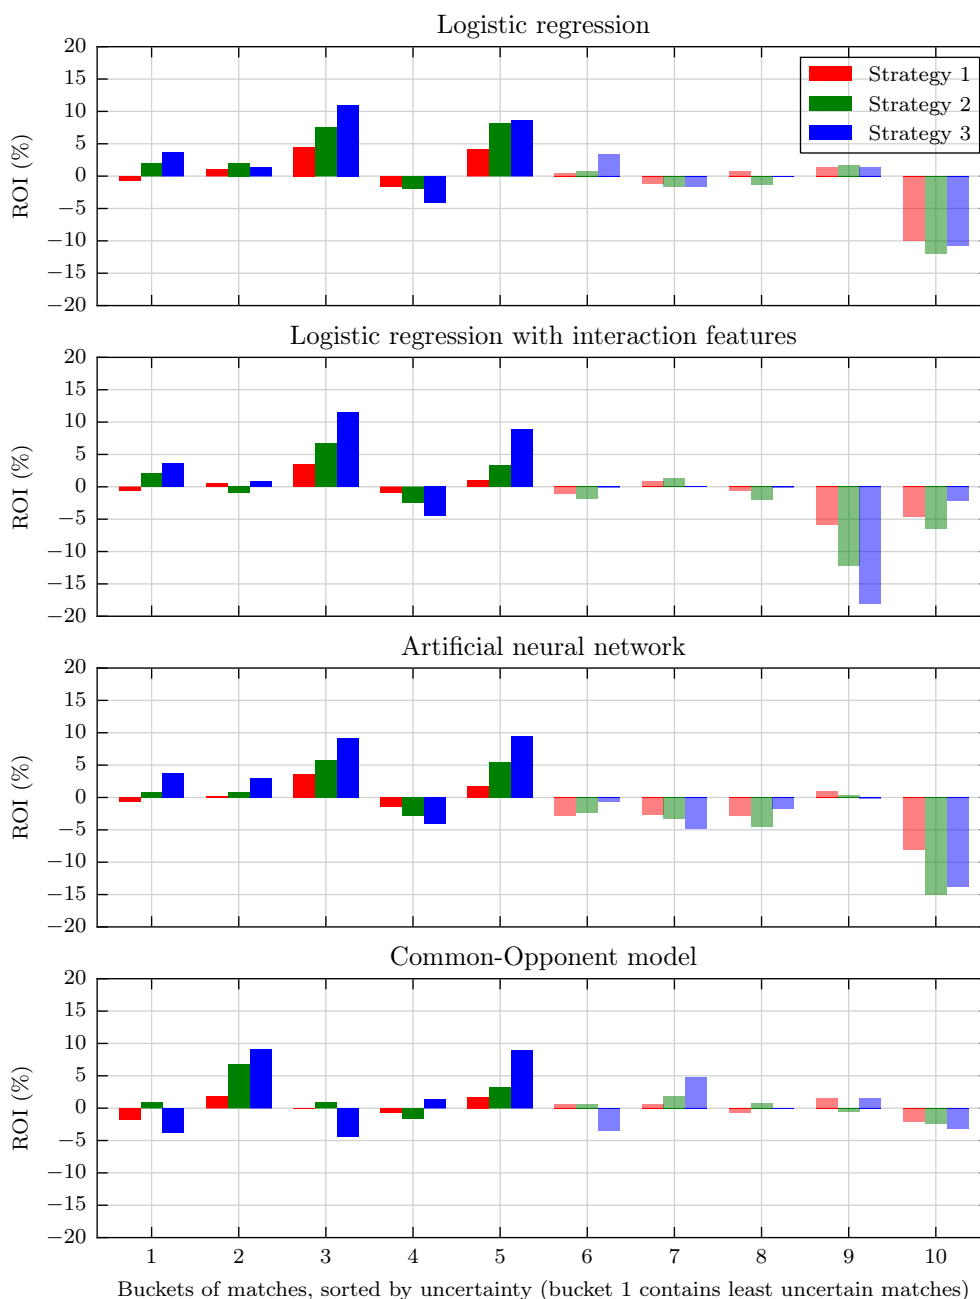 Logistic regression
20
15
10
5
0
−5
−10
−15
−20
ROI (%)
Strategy 1
Strategy 2
Strategy 3
Logistic regression with interaction features
20
15
10
5
0
−5
−10
−15
−20
ROI (%)
Artificial neural network
20
15
10
5
0
−5
−10
−15
−20
ROI (%)
Common-Opponent model
20
15
10
5
0
−5
−10
−15
−20
ROI (%)
1 2 3 4 5 6 7 8 9 10
Buckets of matches, sorted by uncertainty (bucket 1 contains least uncertain matches)